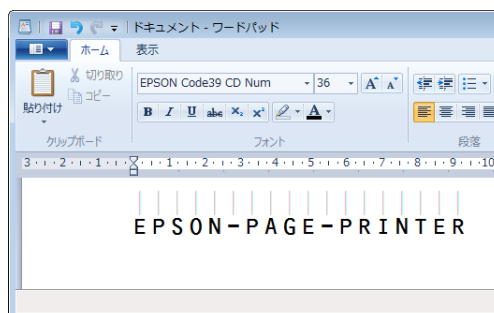 ドキュメント - ワードパッド
ホーム 表示
貼り付け
切り取り
コピー
クリップボード
EPSON Code39 CD Num 36 A A
B I U abc X₂ X² A
フォント
段落
3 2 1 1 2 3 4 5 6 7 8 9 10
EPSON-PAGE-PRINTER